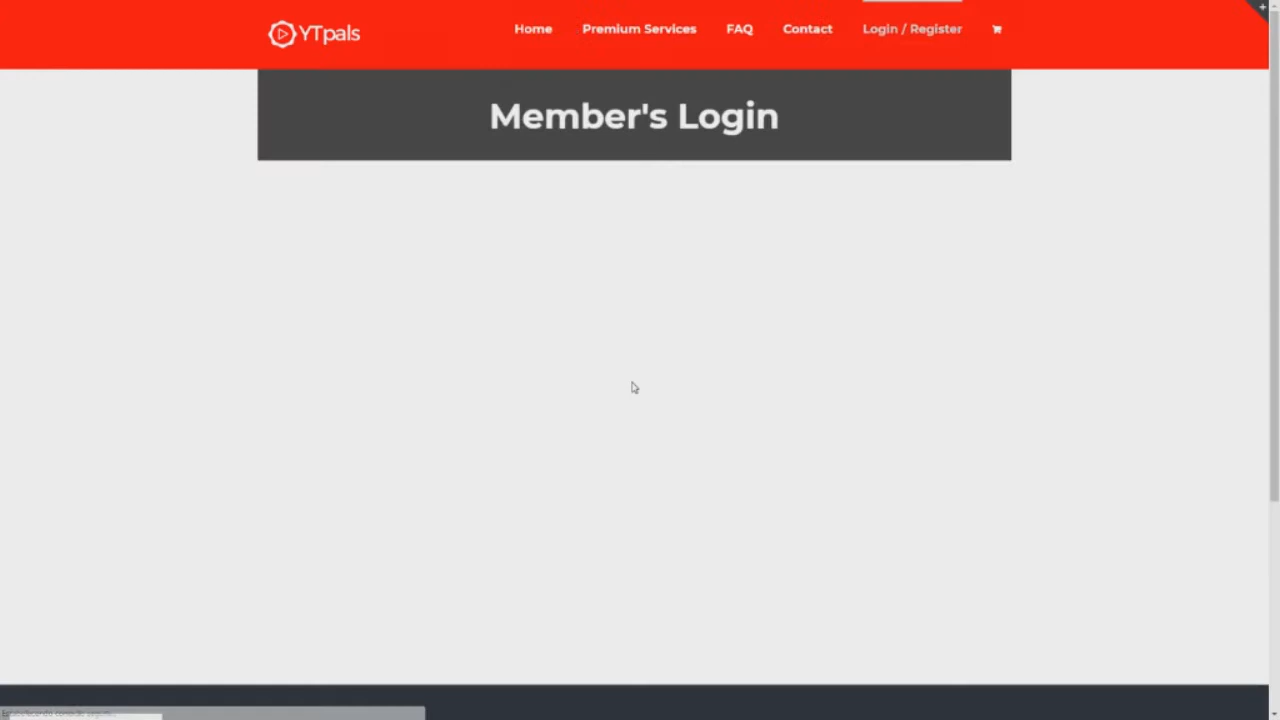 YTpals
Home
Premium Services
FAQ
Contact
Login / Register
Member's Login